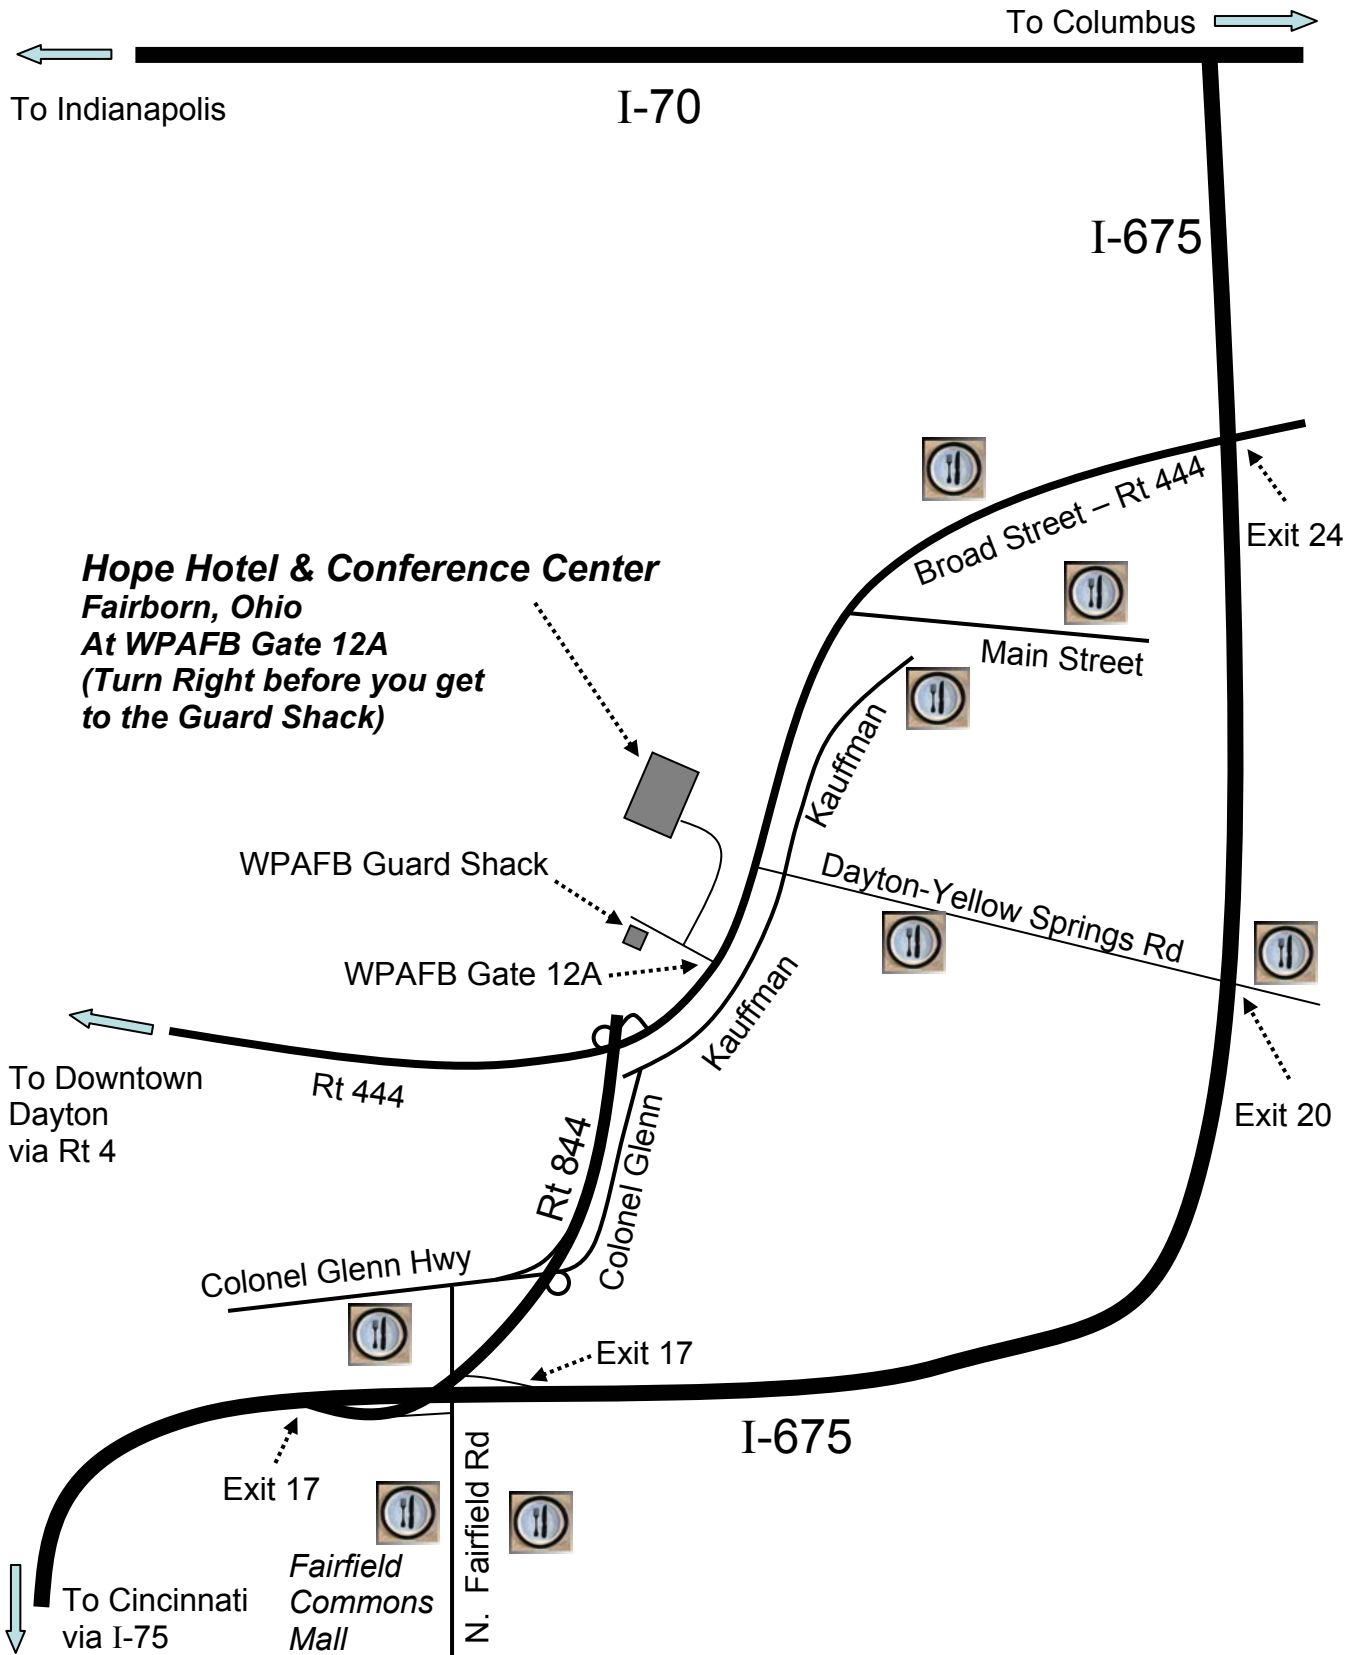 To Columbus
To Indianapolis
I-70
I-675
Broad Street – Rt 444
Exit 24
Hope Hotel & Conference Center
Fairborn, Ohio
At WPAFB Gate 12A
(Turn Right before you get
to the Guard Shack)
Main Street
Kauffman
WPAFB Guard Shack
Dayton-Yellow Springs Rd
WPAFB Gate 12A
Kauffman
To Downtown
Dayton
via Rt 4
Rt 444
Exit 20
Rt 844
Colonel Glenn
Colonel Glenn Hwy
Exit 17
I-675
Exit 17
N. Fairfield Rd
Fairfield
Commons
Mall
To Cincinnati
via I-75